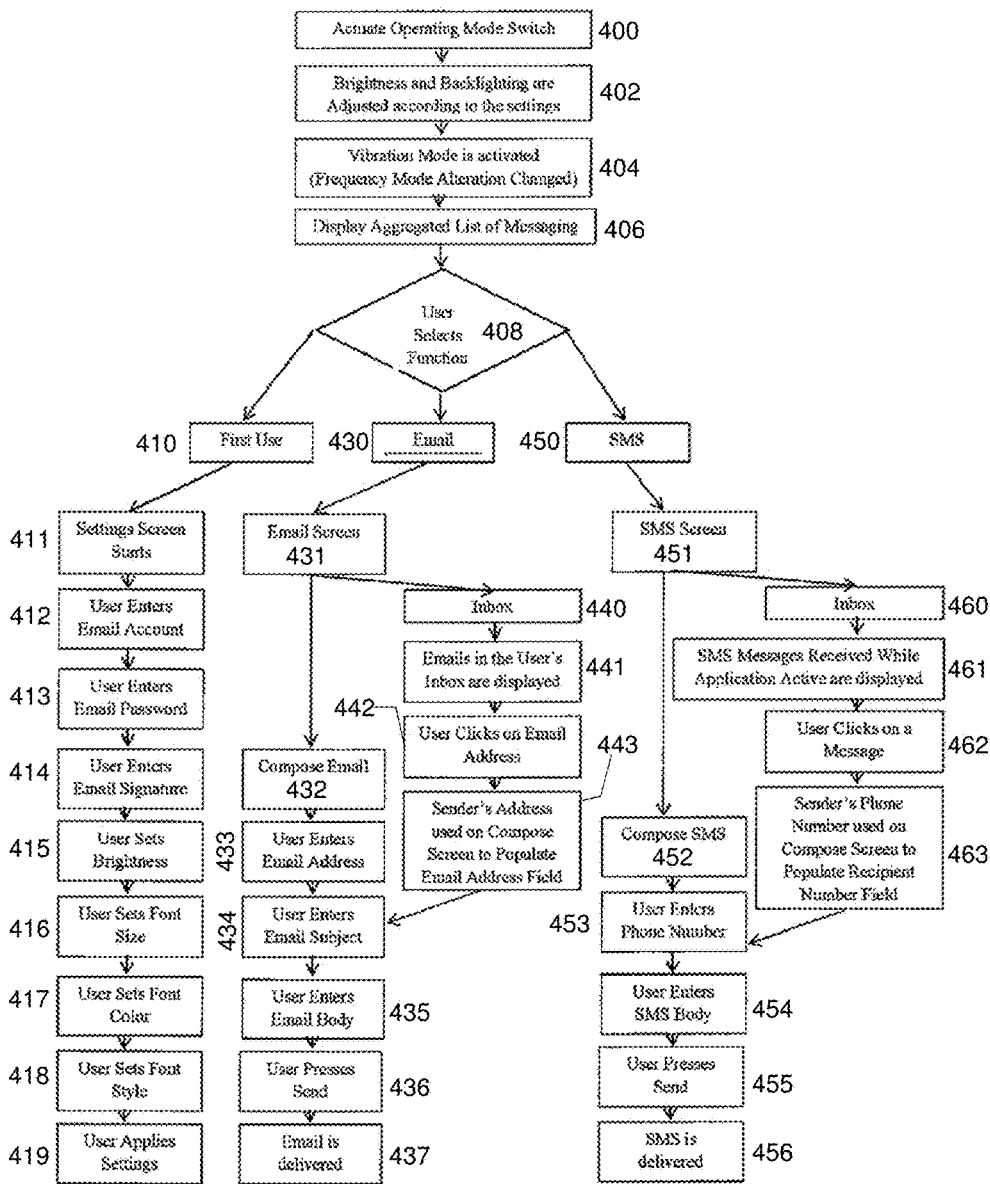 Actuate Operating Mode Switch
400
Brightness and Backlighting are
Adjusted according to the settings
402
Vibration Mode is activated
(Frequency Mode Alteration Changed)
404
Display Aggregated List of Messaging
406
User
Selects
Function
408
410
First Use
430
Email
450
SMS
411
Settings Screen
Starts
412
User Enters
Email Account
413
User Enters
Email Password
414
User Enters
Email Signature
415
User Sets
Brightness
416
User Sets Font
Size
417
User Sets Font
Color
418
User Sets Font
Style
419
User Applies
Settings
Email Screen
431
Inbox
440
Emails in the User's
Inbox are displayed
441
442
User Clicks on Email
Address
443
Sender's Address
used on Compose
Screen to Populate
Email Address Field
Compose Email
432
433
User Enters
Email Address
434
User Enters
Email Subject
User Enters
Email Body
435
User Presses
Send
436
Email is
delivered
437
SMS Screen
451
Inbox
460
SMS Messages Received While
Application Active are displayed
461
User Clicks on a
Message
462
Sender's Phone
Number used on
Compose Screen to
Populate Recipient
Number Field
463
Compose SMS
452
453
User Enters
Phone Number
User Enters
SMS Body
454
User Presses
Send
455
SMS is
delivered
456